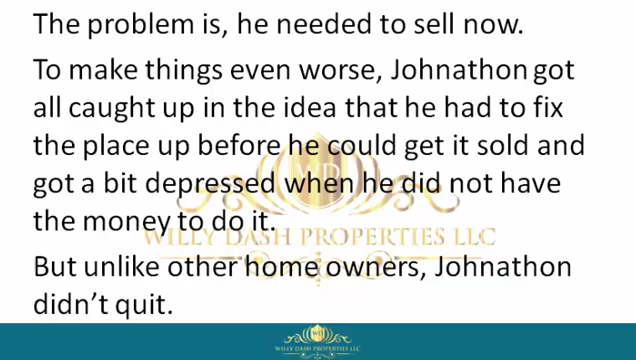 The problem is, he needed to sell now.
To make things even worse, Johnathon got
all caught up in the idea that he had to fix
the place up before he could get it sold and
got a bit depressed when he did not have
the money to do it.
WD
WILLY DASH PROPERTIES LLC
But unlike other home owners, Johnathon
didn't quit.
WD
WILLY DASH PROPERTIES LLC